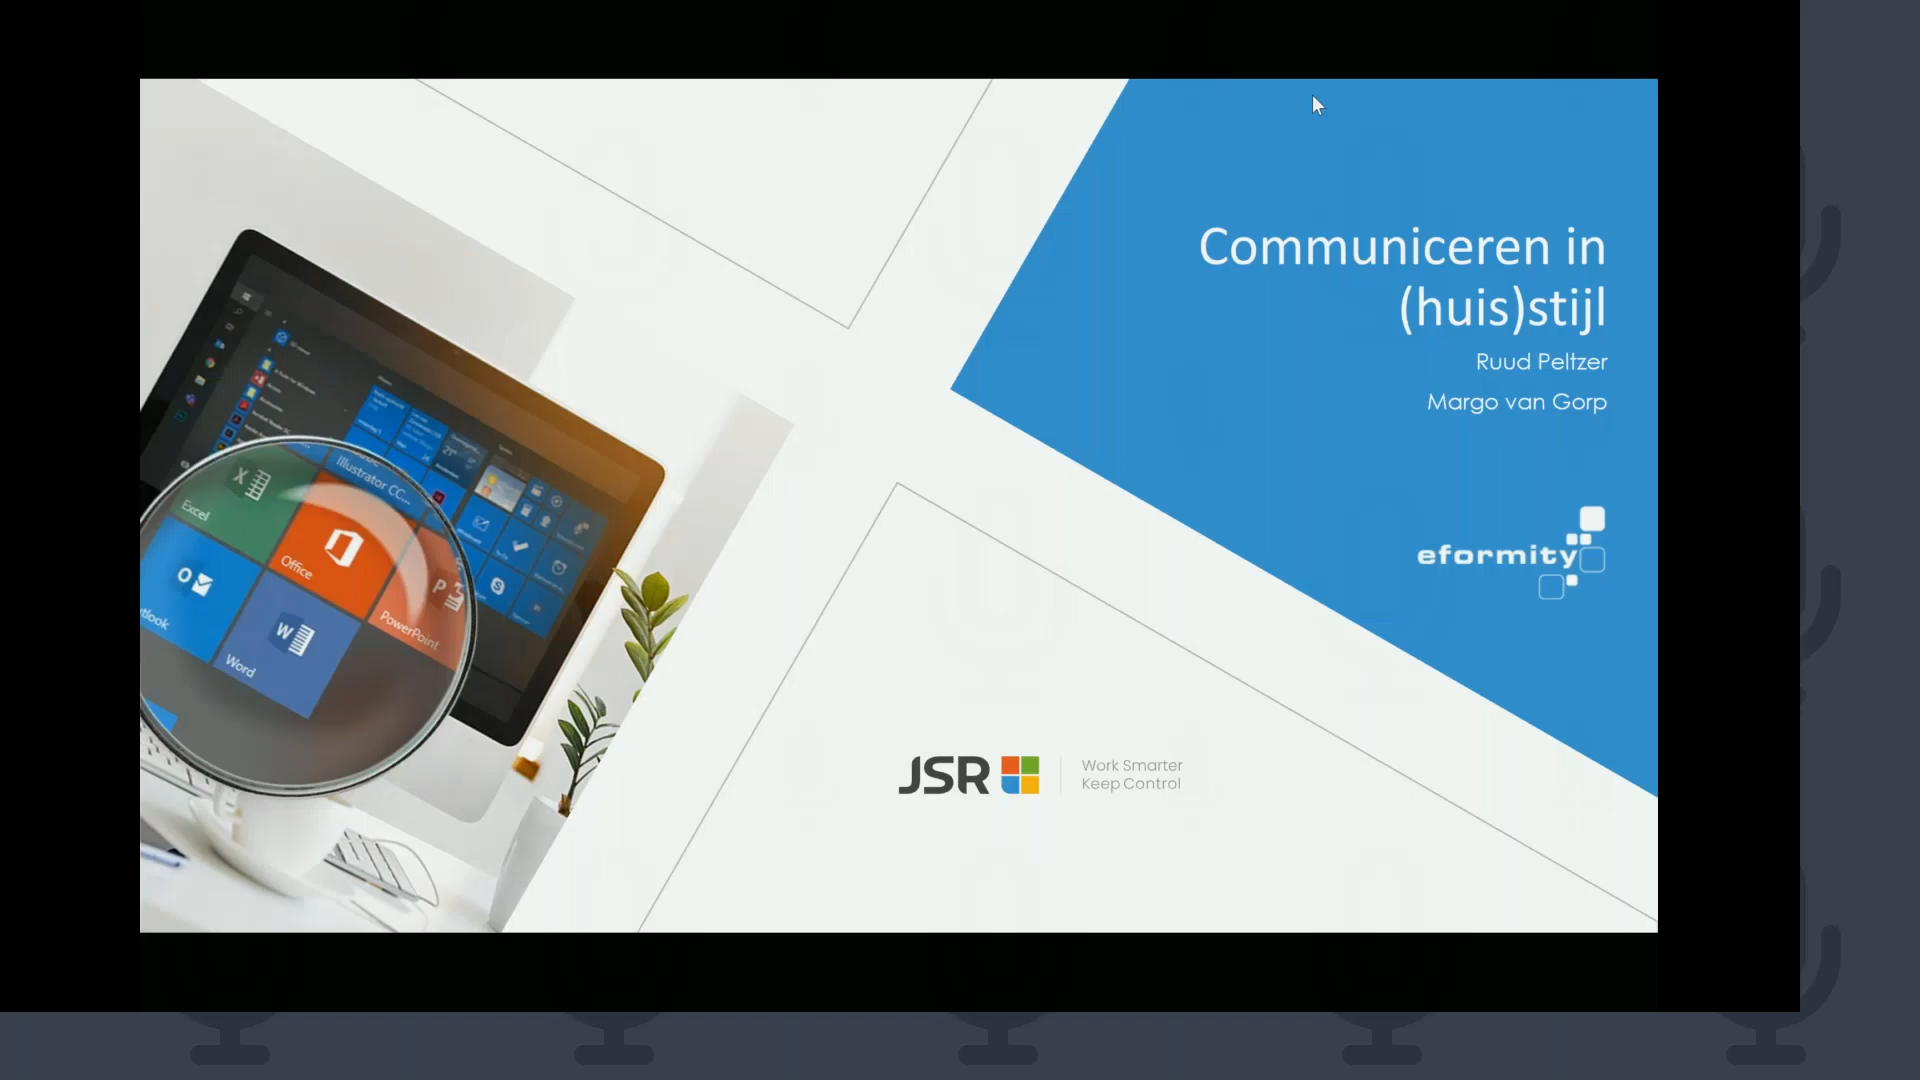 Communiceren in
(huis)stijl
Ruud Peltzer
Margo van Gorp
eformity
Illustrator CC...
Excel
Office
PowerPoint
tlook
Word
JSR
Work Smarter
Keep Control